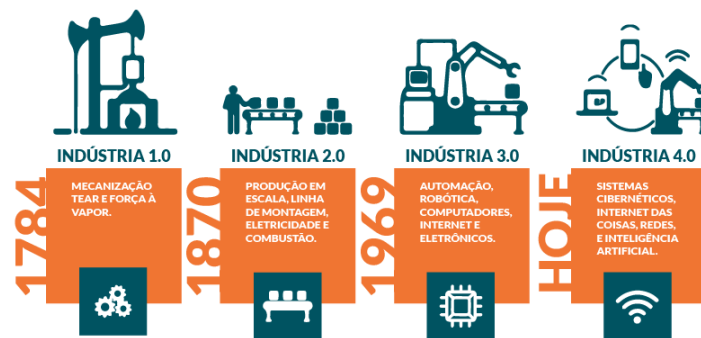 INDÚSTRIA 1.0
1784
MECANIZAÇÃO
TEAR E FORÇA À
VAPOR.
INDÚSTRIA 2.0
1870
PRODUÇÃO EM
ESCALA, LINHA
DE MONTAGEM,
ELETRICIDADE E
COMBUSTÃO.
INDÚSTRIA 3.0
1969
AUTOMAÇÃO,
ROBÓTICA,
COMPUTADORES,
INTERNET E
ELETRÔNICOS.
INDÚSTRIA 4.0
HOJE
SISTEMAS
CIBERNÉTICOS,
INTERNET DAS
COISAS, REDES,
E INTELIGÊNCIA
ARTIFICIAL.